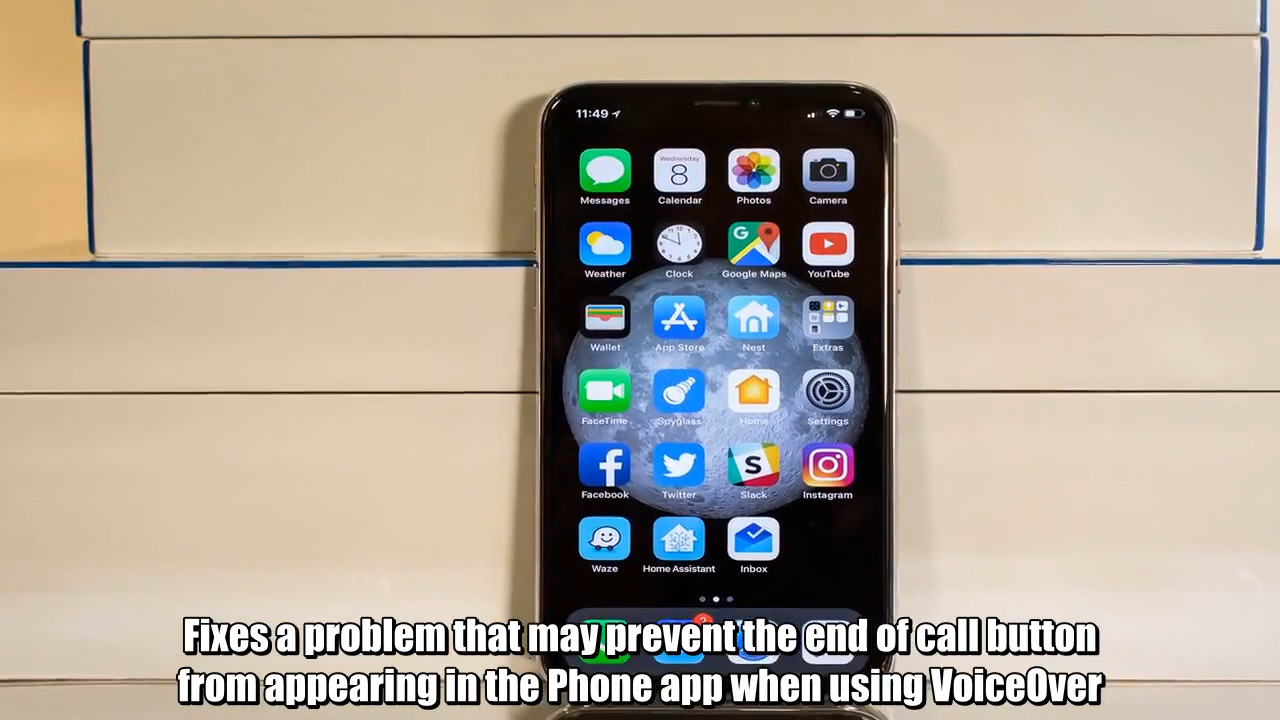 11:49
Wednesday
8
Messages Calendar Photos Camera
G
Weather Clock Google Maps YouTube
Wallet App Store Nest Extras
FaceTime Spyglass Home Settings
S
Facebook Twitter Slack Instagram
Waze Home Assistant Inbox
Fixes a problem that may prevent the end of call button
from appearing in the Phone app when using VoiceOver